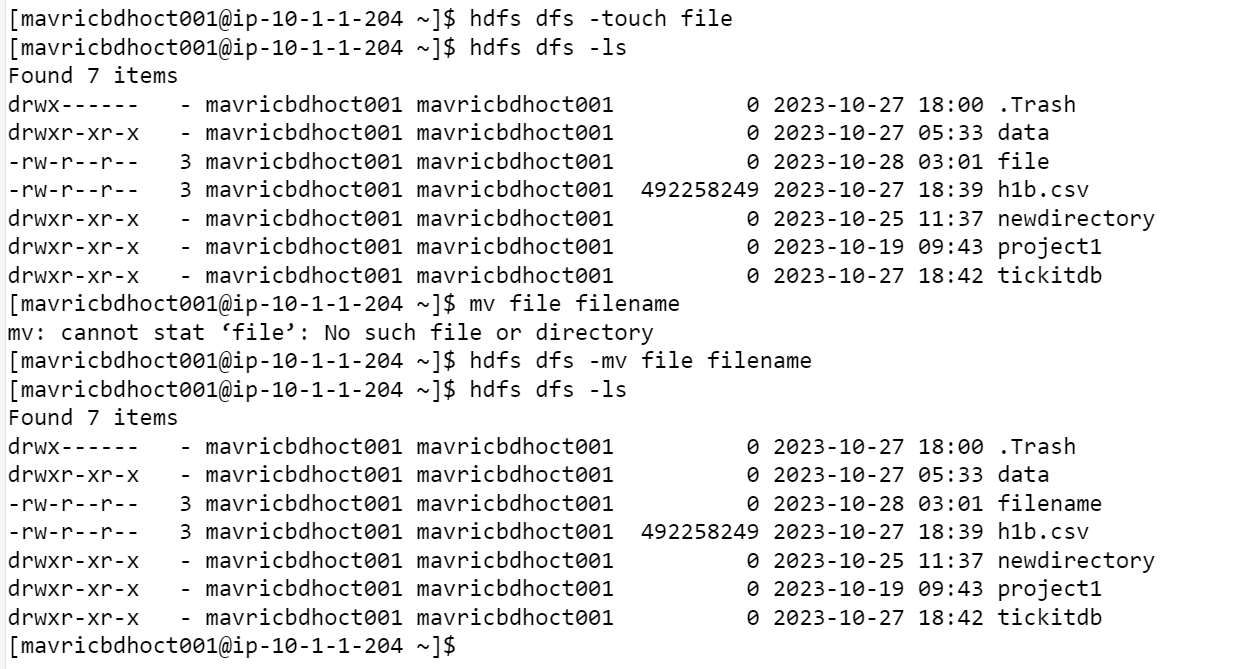 [mavricbdhoct001@ip-10-1-1-204 ~]$ hdfs dfs -touch file
[mavricbdhoct001@ip-10-1-1-204 ~]$ hdfs dfs -ls
Found 7 items
drwx------   - mavricbdhoct001 mavricbdhoct001          0 2023-10-27 18:00 .Trash
drwxr-xr-x   - mavricbdhoct001 mavricbdhoct001          0 2023-10-27 05:33 data
-rw-r--r--   3 mavricbdhoct001 mavricbdhoct001          0 2023-10-28 03:01 file
-rw-r--r--   3 mavricbdhoct001 mavricbdhoct001  492258249 2023-10-27 18:39 h1b.csv
drwxr-xr-x   - mavricbdhoct001 mavricbdhoct001          0 2023-10-25 11:37 newdirectory
drwxr-xr-x   - mavricbdhoct001 mavricbdhoct001          0 2023-10-19 09:43 project1
drwxr-xr-x   - mavricbdhoct001 mavricbdhoct001          0 2023-10-27 18:42 tickitdb
[mavricbdhoct001@ip-10-1-1-204 ~]$ mv file filename
mv: cannot stat ‘file’: No such file or directory
[mavricbdhoct001@ip-10-1-1-204 ~]$ hdfs dfs -mv file filename
[mavricbdhoct001@ip-10-1-1-204 ~]$ hdfs dfs -ls
Found 7 items
drwx------   - mavricbdhoct001 mavricbdhoct001          0 2023-10-27 18:00 .Trash
drwxr-xr-x   - mavricbdhoct001 mavricbdhoct001          0 2023-10-27 05:33 data
-rw-r--r--   3 mavricbdhoct001 mavricbdhoct001          0 2023-10-28 03:01 filename
-rw-r--r--   3 mavricbdhoct001 mavricbdhoct001  492258249 2023-10-27 18:39 h1b.csv
drwxr-xr-x   - mavricbdhoct001 mavricbdhoct001          0 2023-10-25 11:37 newdirectory
drwxr-xr-x   - mavricbdhoct001 mavricbdhoct001          0 2023-10-19 09:43 project1
drwxr-xr-x   - mavricbdhoct001 mavricbdhoct001          0 2023-10-27 18:42 tickitdb
[mavricbdhoct001@ip-10-1-1-204 ~]$